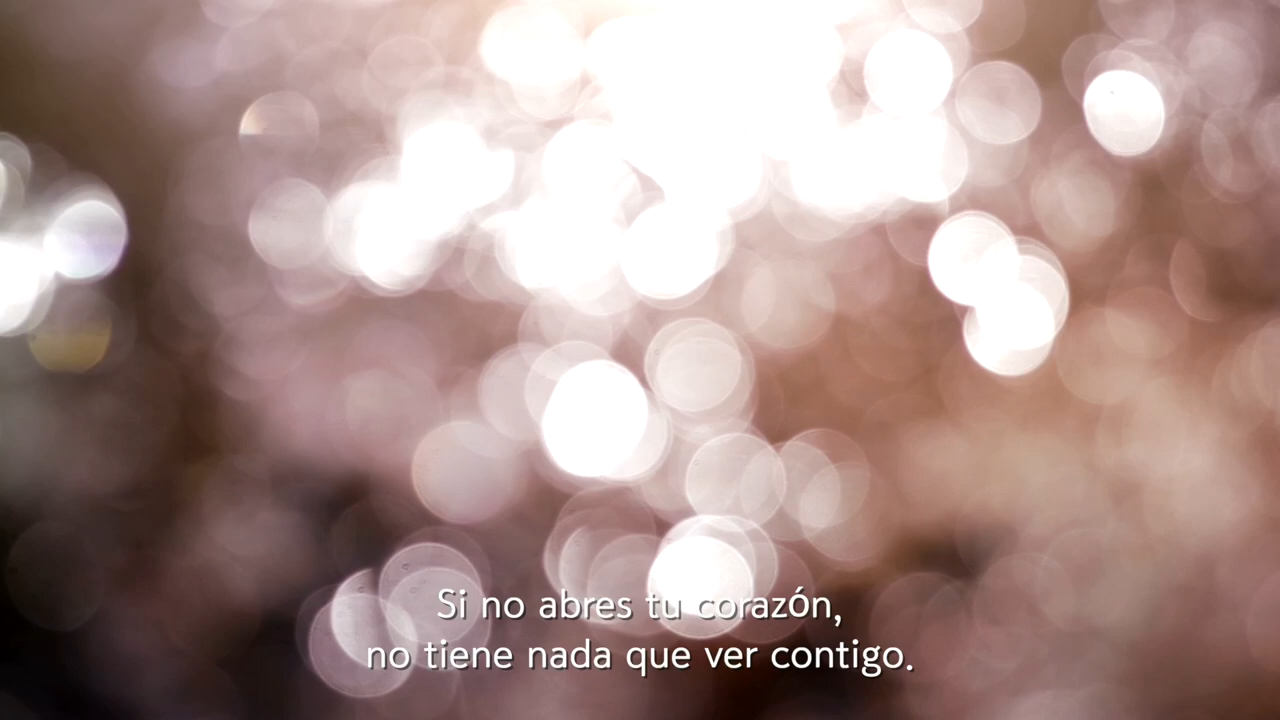 Si no abres tu corazón,
no tiene nada que ver contigo.